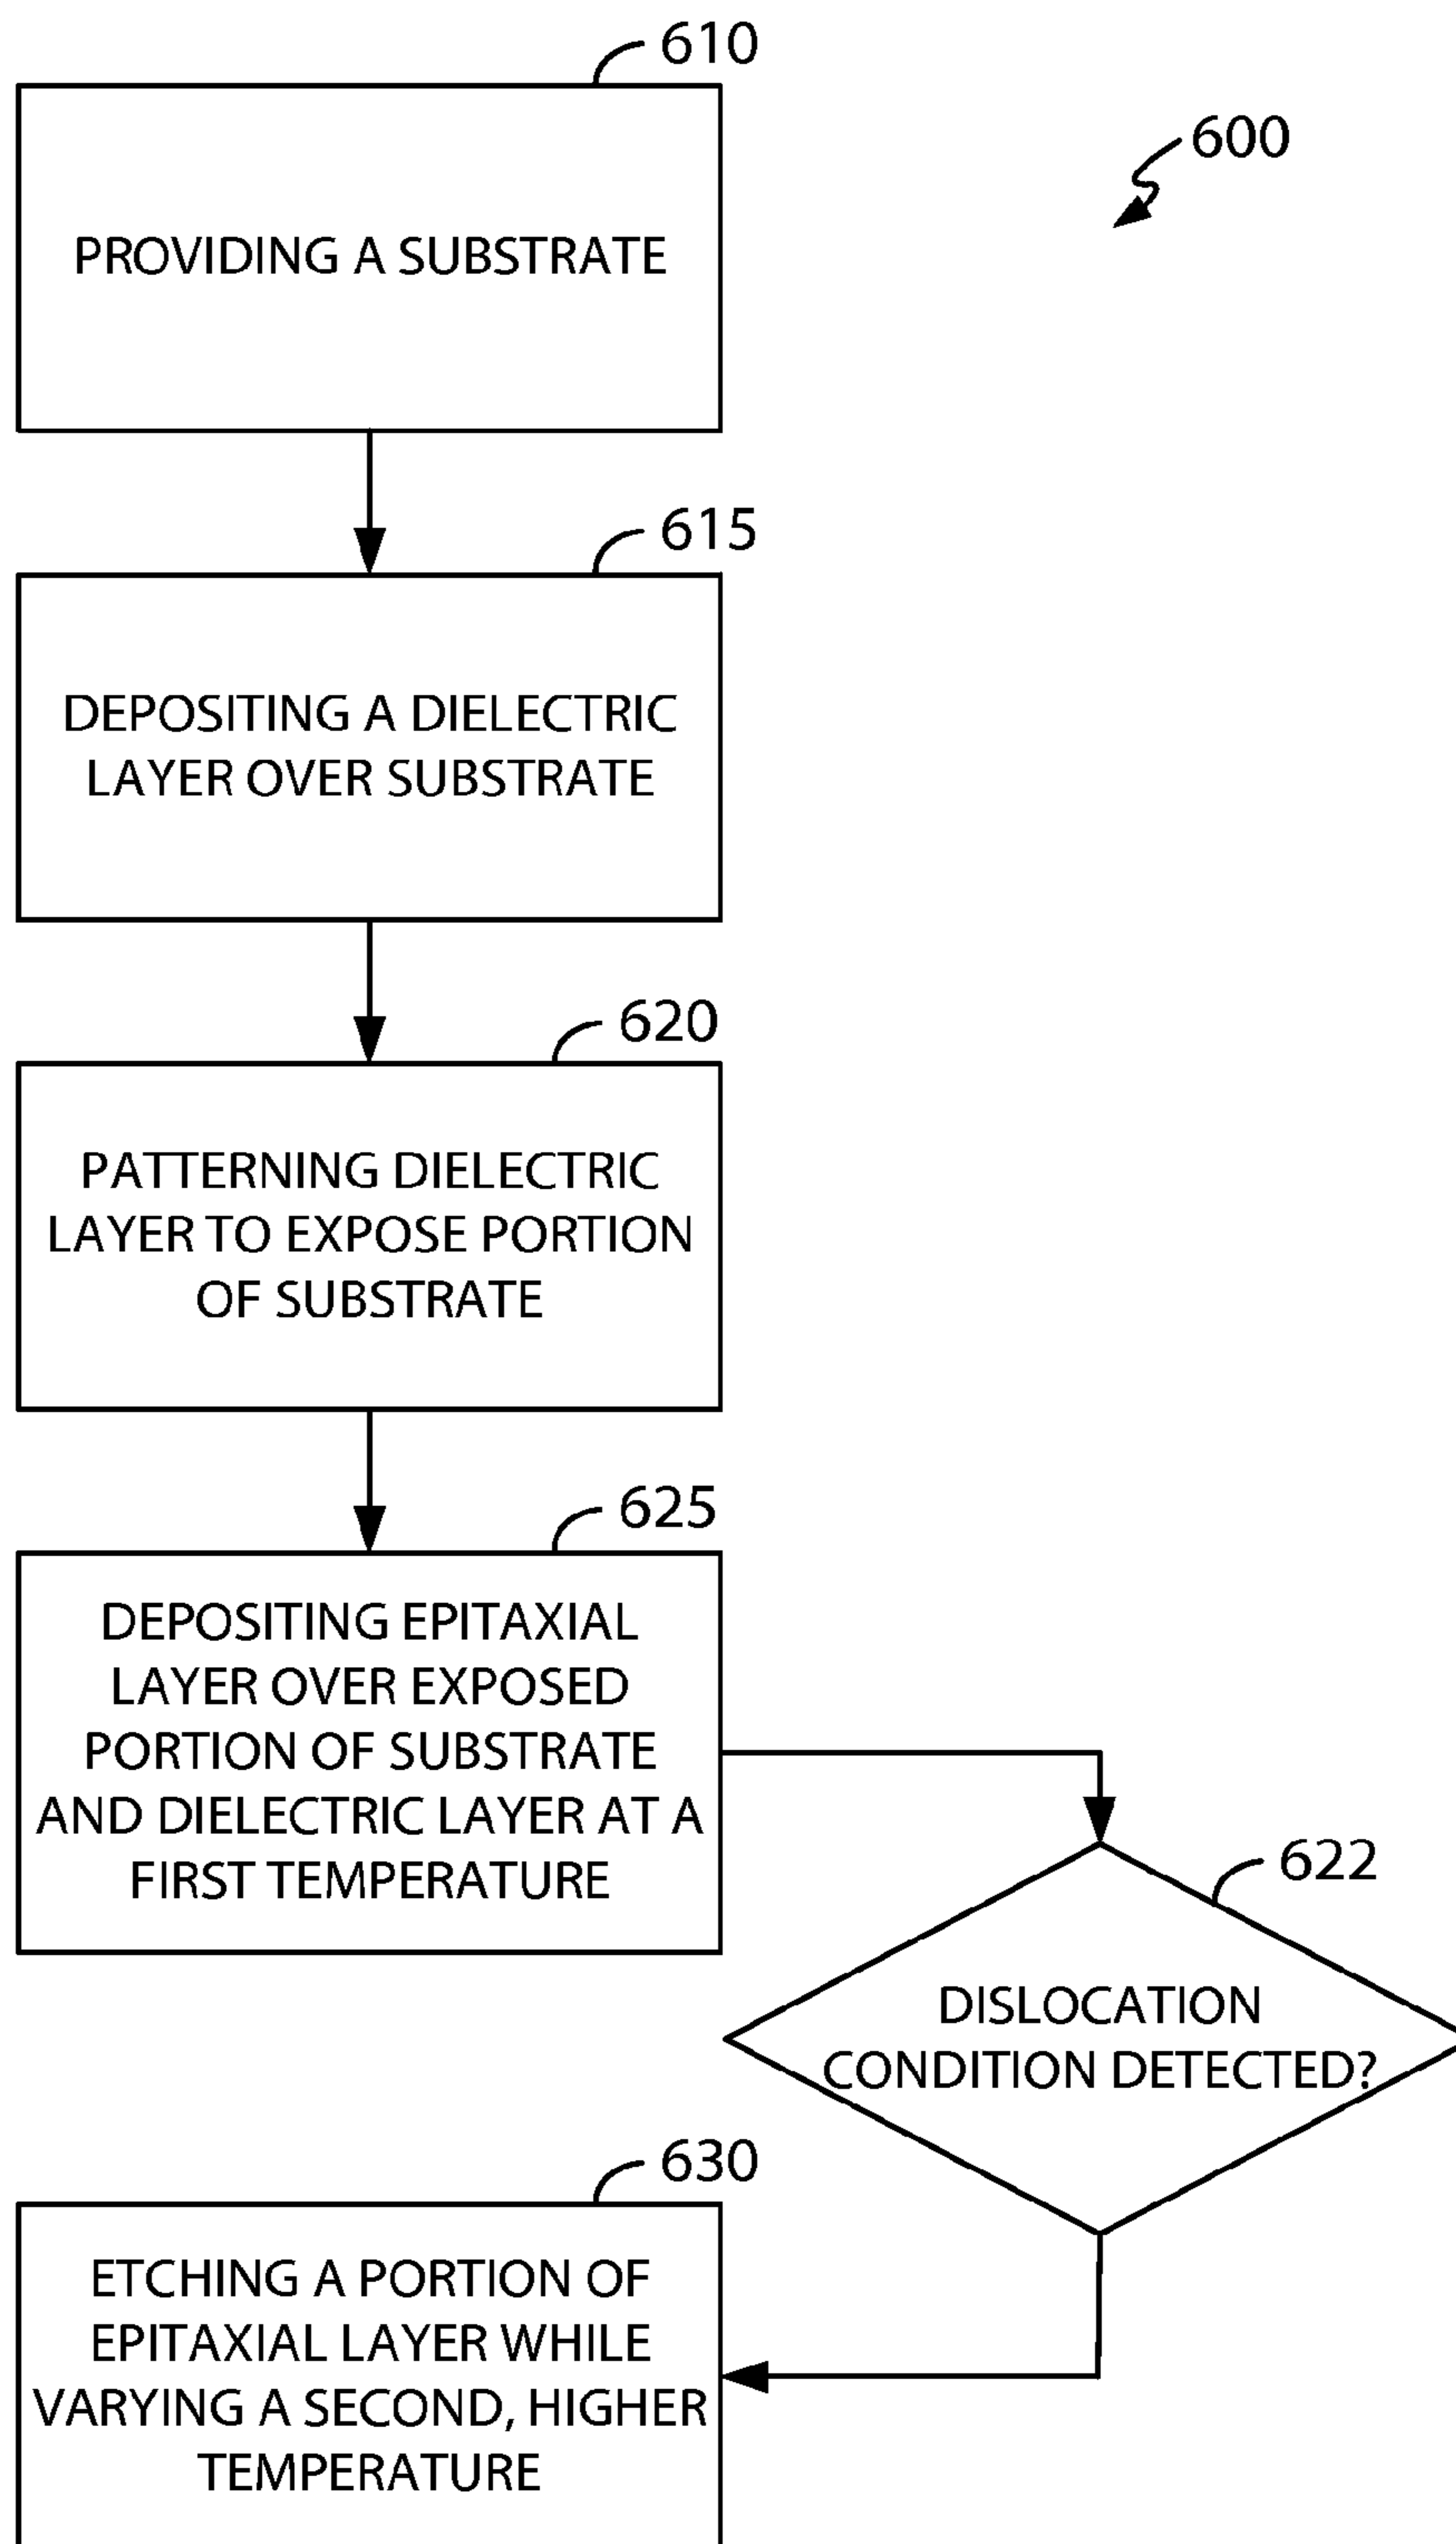 610
600
PROVIDING A SUBSTRATE
615
DEPOSITING A DIELECTRIC
LAYER OVER SUBSTRATE
620
PATTERNING DIELECTRIC
LAYER TO EXPOSE PORTION
OF SUBSTRATE
625
DEPOSITING EPITAXIAL
LAYER OVER EXPOSED
PORTION OF SUBSTRATE
AND DIELECTRIC LAYER AT A
FIRST TEMPERATURE
622
DISLOCATION
CONDITION DETECTED?
630
ETCHING A PORTION OF
EPITAXIAL LAYER WHILE
VARYING A SECOND, HIGHER
TEMPERATURE